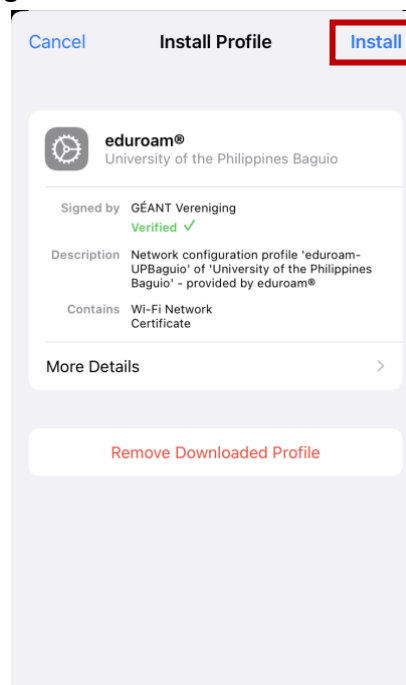 Cancel Install Profile Install
eduroam®
University of the Philippines Baguio
Signed by GÉANT Vereniging
Verified ✓
Description Network configuration profile 'eduroam-
UPBaguio' of 'University of the Philippines
Baguio' - provided by eduroam®
Contains Wi-Fi Network
Certificate
More Details
Remove Downloaded Profile